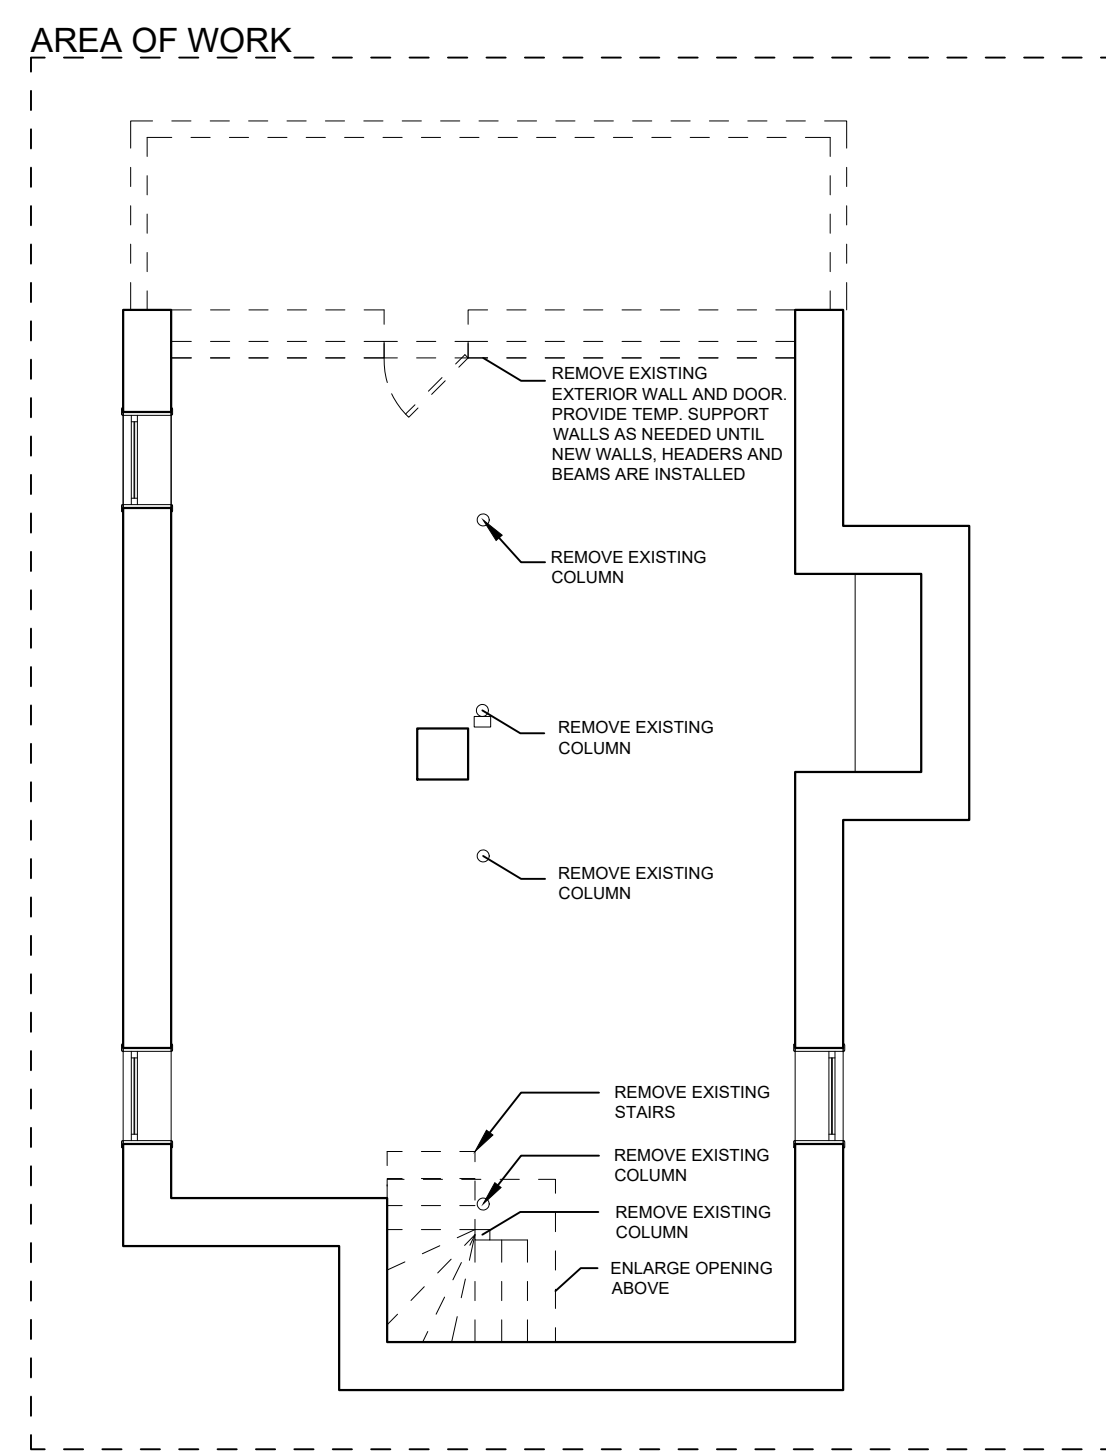 AREA OF WORK
REMOVE EXISTING
EXTERIOR WALL AND DOOR.
PROVIDE TEMP. SUPPORT
WALLS AS NEEDED UNTIL
NEW WALLS, HEADERS AND
BEAMS ARE INSTALLED
REMOVE EXISTING
COLUMN
REMOVE EXISTING
COLUMN
REMOVE EXISTING
COLUMN
REMOVE EXISTING
STAIRS
REMOVE EXISTING
COLUMN
REMOVE EXISTING
COLUMN
ENLARGE OPENING
ABOVE